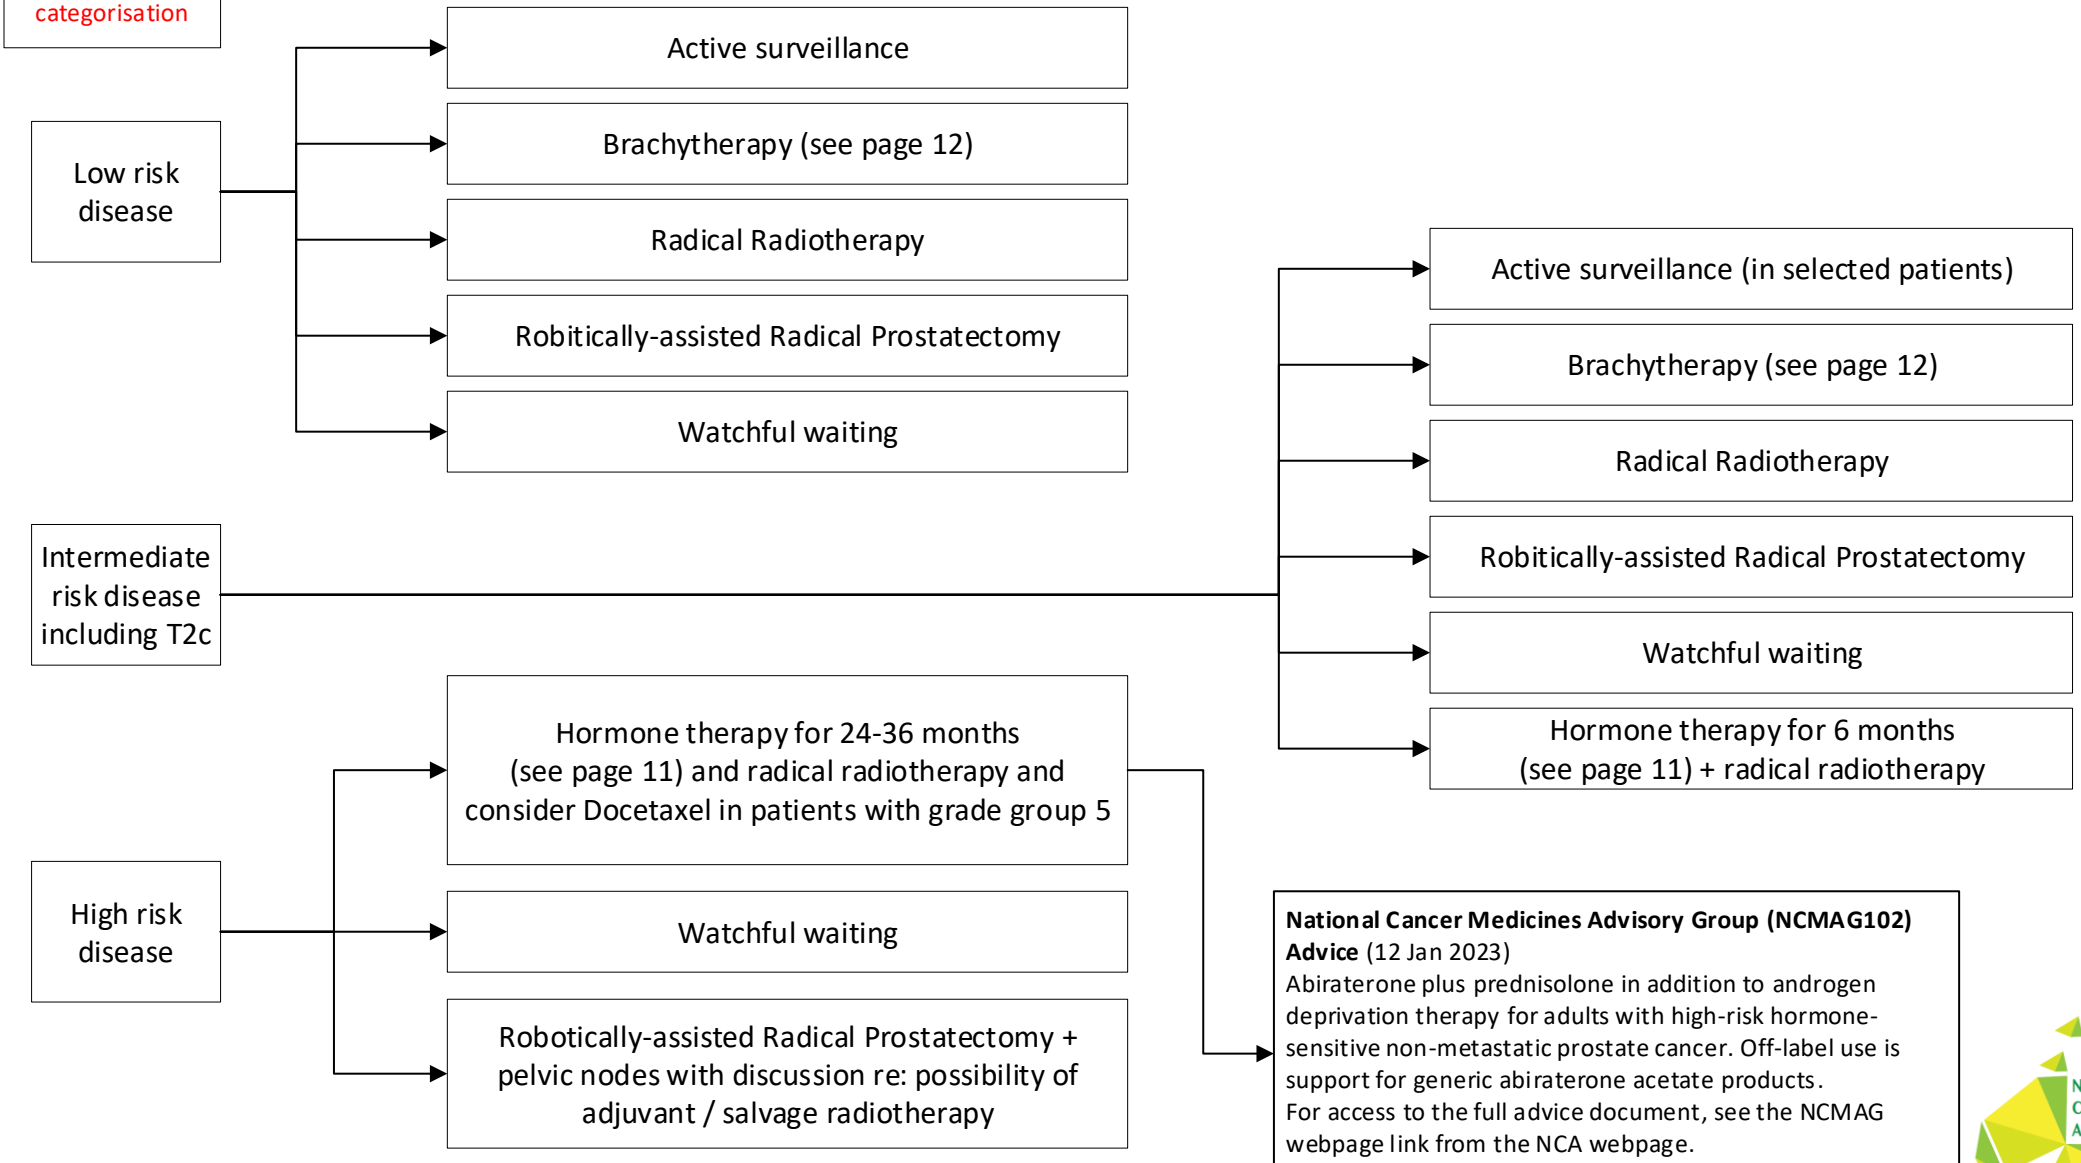 categorisation
Low risk
disease
Active surveillance
Brachytherapy (see page 12)
Radical Radiotherapy
Robitically-assisted Radical Prostatectomy
Watchful waiting
Intermediate
risk disease
including T2c
Active surveillance (in selected patients)
Brachytherapy (see page 12)
Radical Radiotherapy
Robitically-assisted Radical Prostatectomy
Watchful waiting
Hormone therapy for 6 months
(see page 11) + radical radiotherapy
High risk
disease
Hormone therapy for 24-36 months
(see page 11) and radical radiotherapy and
consider Docetaxel in patients with grade group 5
Watchful waiting
Robotically-assisted Radical Prostatectomy +
pelvic nodes with discussion re: possibility of
adjuvant / salvage radiotherapy
National Cancer Medicines Advisory Group (NCMAG102)
Advice (12 Jan 2023)
Abiraterone plus prednisolone in addition to androgen
deprivation therapy for adults with high-risk hormone-
sensitive non-metastatic prostate cancer. Off-label use is
support for generic abiraterone acetate products.
For access to the full advice document, see the NCMAG
webpage link from the NCA webpage.
N
C
A